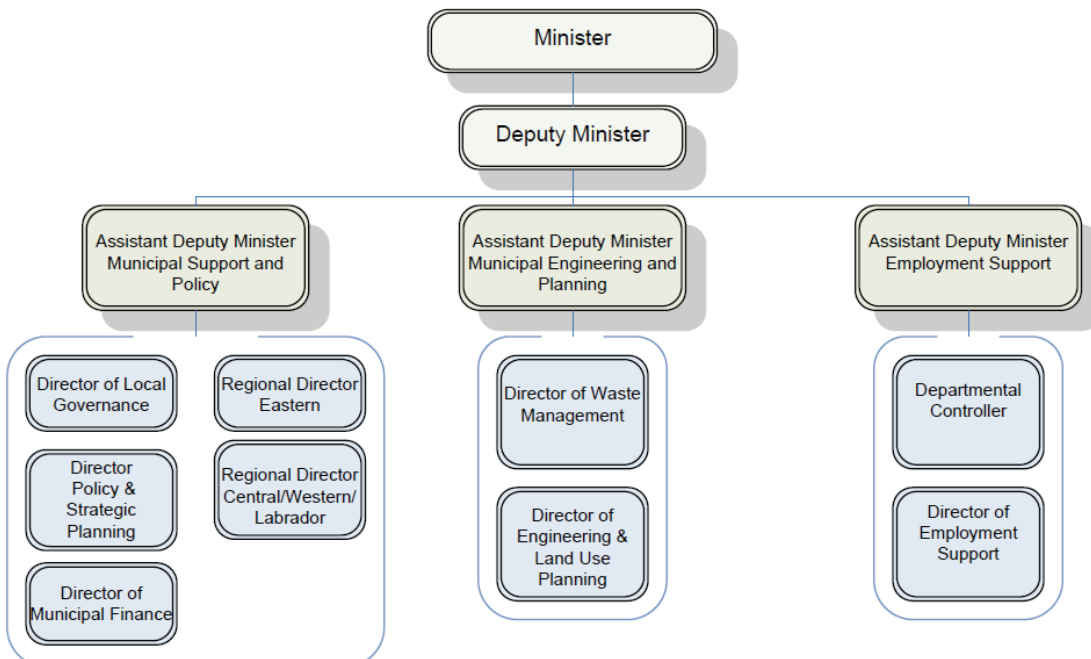 Minister
Deputy Minister
Assistant Deputy Minister
Municipal Support and
Policy
Assistant Deputy Minister
Municipal Engineering and
Planning
Assistant Deputy Minister
Employment Support
Director of Local
Governance
Regional Director
Eastern
Director
Policy &
Strategic
Planning
Regional Director
Central/Western/
Labrador
Director of
Municipal Finance
Director of Waste
Management
Director of
Engineering &
Land Use
Planning
Departmental
Controller
Director of
Employment
Support